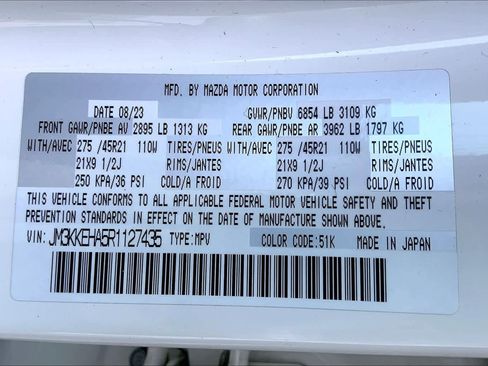 MFD. BY MAZDA MOTOR CORPORATION
DATE 08/23 GVWR/PNBV 6854 LB 3109 KG
FRONT GAWR/PNBE AV 2895 LB 1313 KG REAR GAWR/PNBE AR 3962 LB 1797 KG
WITH/AVEC 275 /45R21 110W TIRES/PNEUS WITH/AVEC 275 /45R21 110W TIRES/PNEUS
21X9 1/2J RIMS/JANTES 21X9 1/2J RIMS/JANTES
250 KPA/36 PSI COLD/A FROID 270 KPA/39 PSI COLD/A FROID
THIS VEHICLE CONFORMS TO ALL APPLICABLE FEDERAL MOTOR VEHICLE SAFETY AND THEFT
PREVENTION STANDARDS IN EFFECT ON THE DATE OF MANUFACTURE SHOWN ABOVE.
VIN: JM3KKEHA5R1127435 TYPE:MPV COLOR CODE:51K MADE IN JAPAN